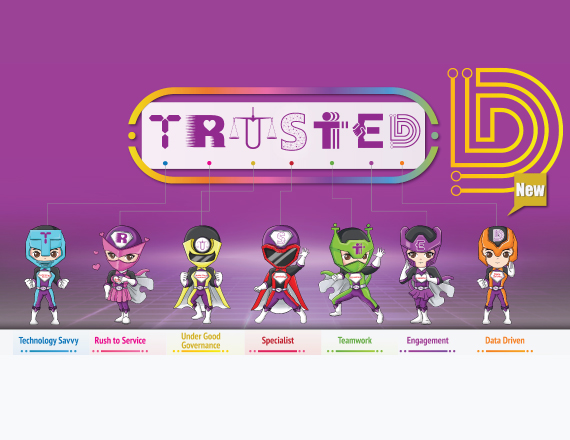 TRUSTED
D
New
T
R
U
S
t
E
D
Technology Savvy
Rush to Service
Under Good
Governance
Specialist
Teamwork
Engagement
Data Driven